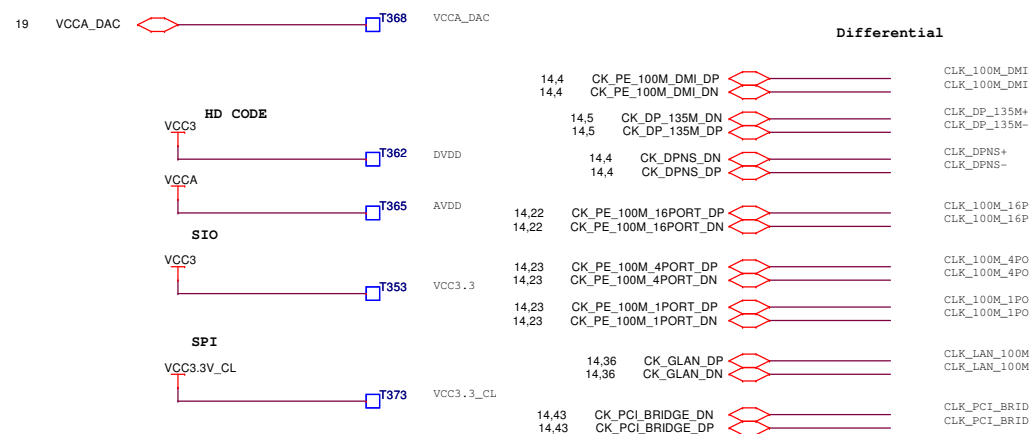 19 VCCA_DAC T368 VCCA_DAC
HD CODE
VCC3
T362 DVDD
VCCA
T365 AVDD
SIO
VCC3
T353 VCC3.3
SPI
VCC3.3V_CL
T373 VCC3.3_CL
Differential
14,4 CK_PE_100M_DMI_DP CLK_100M_DMI
14,4 CK_PE_100M_DMI_DN CLK_100M_DMI
14,5 CK_DP_135M_DN CLK_DP_135M+
14,5 CK_DP_135M_DP CLK_DP_135M-
14,4 CK_DPNS_DN CLK_DPNS+
14,4 CK_DPNS_DP CLK_DPNS-
14,22 CK_PE_100M_16PORT_DP CLK_100M_16P
14,22 CK_PE_100M_16PORT_DN CLK_100M_16P
14,23 CK_PE_100M_4PORT_DP CLK_100M_4PO
14,23 CK_PE_100M_4PORT_DN CLK_100M_4PO
14,23 CK_PE_100M_1PORT_DP CLK_100M_1PO
14,23 CK_PE_100M_1PORT_DN CLK_100M_1PO
14,36 CK_GLAN_DP CLK_LAN_100M
14,36 CK_GLAN_DN CLK_LAN_100M
14,43 CK_PCI_BRIDGE_DN CLK_PCI_BRID
14,43 CK_PCI_BRIDGE_DP CLK_PCI_BRID